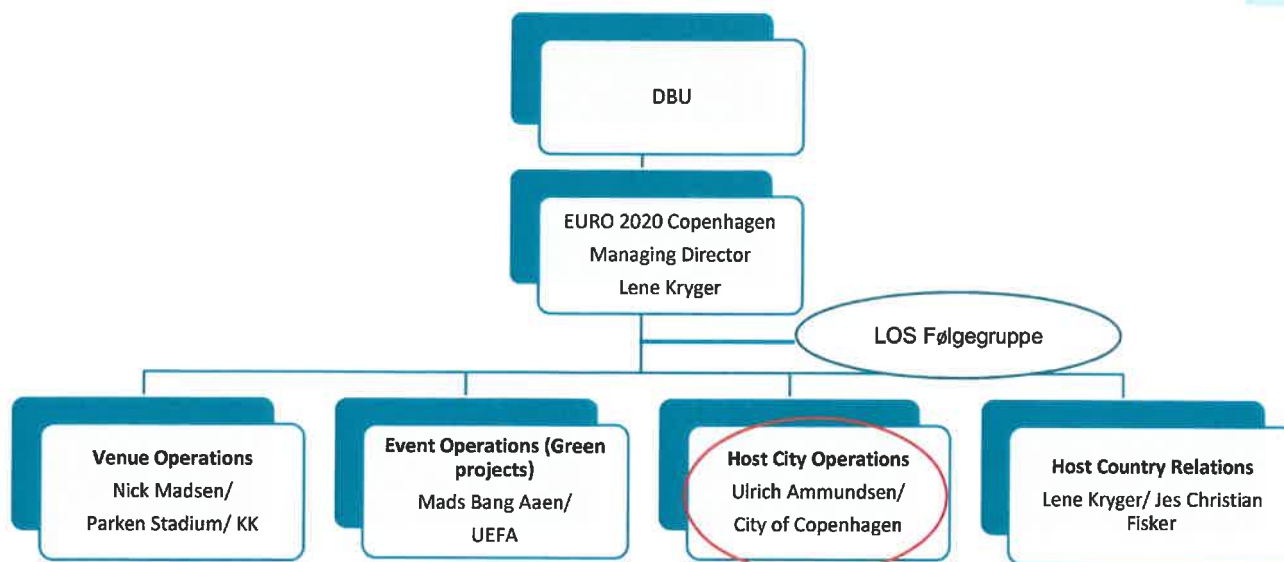 DBU
EURO 2020 Copenhagen
Managing Director
Lene Kryger
LOS Følgegruppe
Venue Operations
Nick Madsen/
Parken Stadium/ KK
Event Operations (Green
projects)
Mads Bang Aaen/
UEFA
Host City Operations
Ulrich Ammundsen/
City of Copenhagen
Host Country Relations
Lene Kryger/ Jes Christian
Fisker